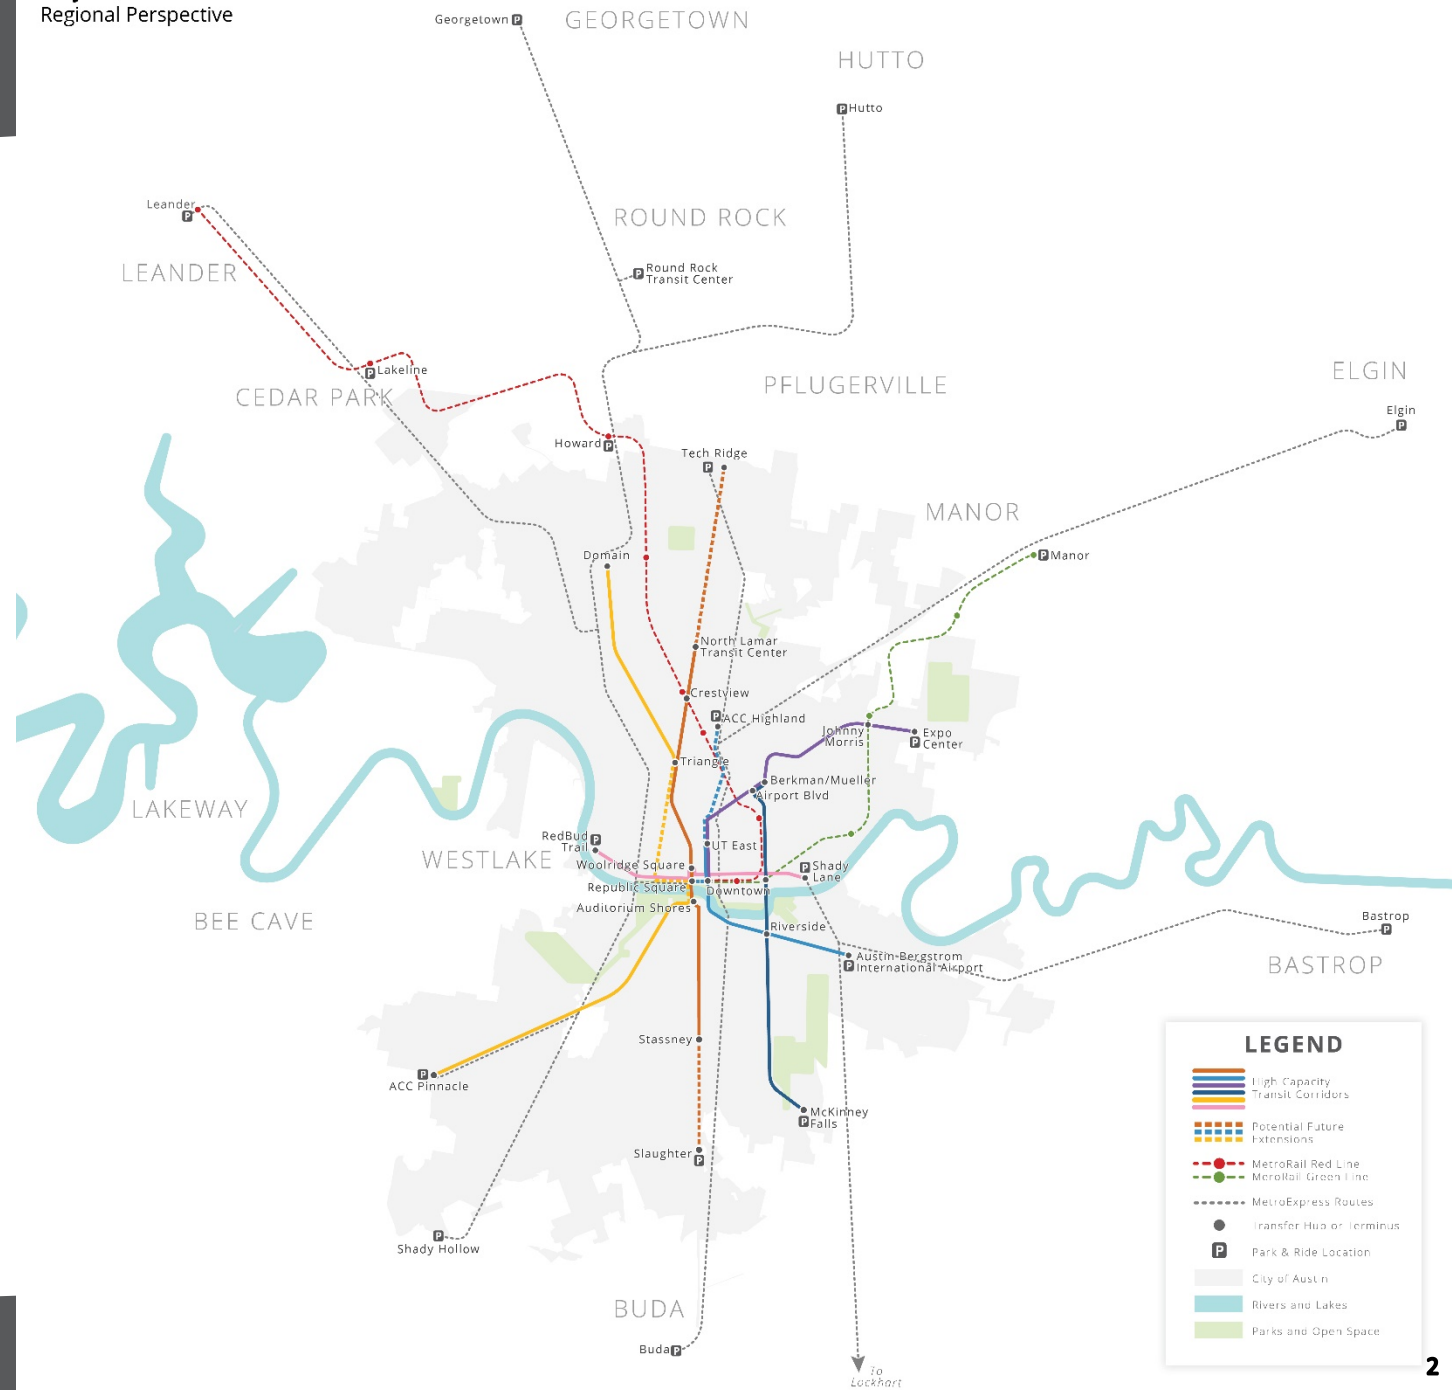 Regional Perspective
Georgetown P
GEORGETOWN
HUTTO
P Hutto
Leander
P
ROUND ROCK
LEANDER
P Round Rock
Transit Center
P Lakeline
CEDAR PARK
PFLUGERVILLE
ELGIN
Elgin
P
Howard
P
Tech Ridge
P
MANOR
Domain
P Manor
North Lamar
Transit Center
Crestview
P ACC Highland
Johnny
Morris
Expo
P Center
Triangle
Berkman/Mueller
Airport Blvd
LAKEWAY
RedBud P
Trail
UT East
WESTLAKE
Woolridge Square
P Shady
Lane
Republic Square
Downtown
Auditorium Shores
BEE CAVE
Riverside
Bastrop
P
Austin-Bergstrom
P International Airport
BASTROP
Stassney
P
ACC Pinnacle
McKinney
P Falls
Slaughter
P
P
Shady Hollow
BUDA
Buda P
To
Lockhart
LEGEND
High Capacity
Transit Corridors
Potential Future
Extensions
MetroRail Red Line
MeroRail Green Line
MetroExpress Routes
Transfer Hub or Terminus
P Park & Ride Location
City of Austin
Rivers and Lakes
Parks and Open Space
2